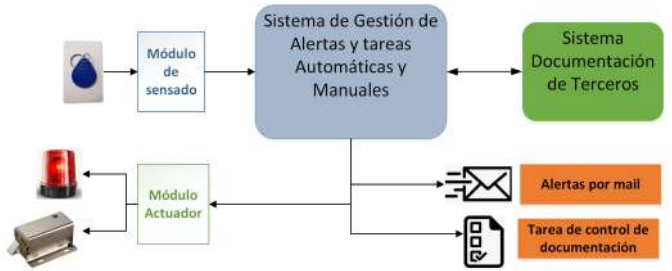 Módulo
de
sensado
Sistema de Gestión de
Alertas y tareas
Automáticas y
Manuales
Sistema
Documentación
de Terceros
Módulo
Actuador
Alertas por mail
Tarea de control de
documentación